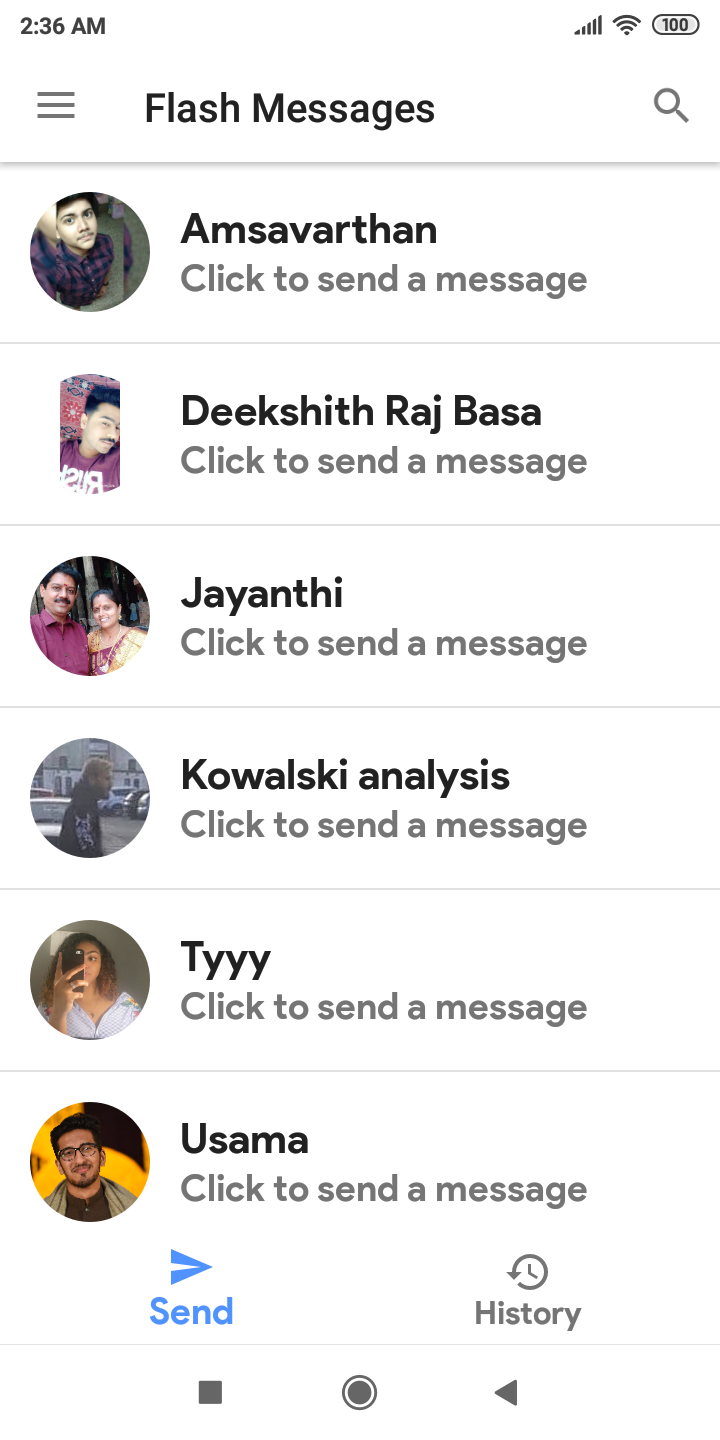 2:36 AM
100
Flash Messages
Amsavarthan
Click to send a message
Deekshith Raj Basa
Click to send a message
Jayanthi
Click to send a message
Kowalski analysis
Click to send a message
Tyyy
Click to send a message
Usama
Click to send a message
Send
History